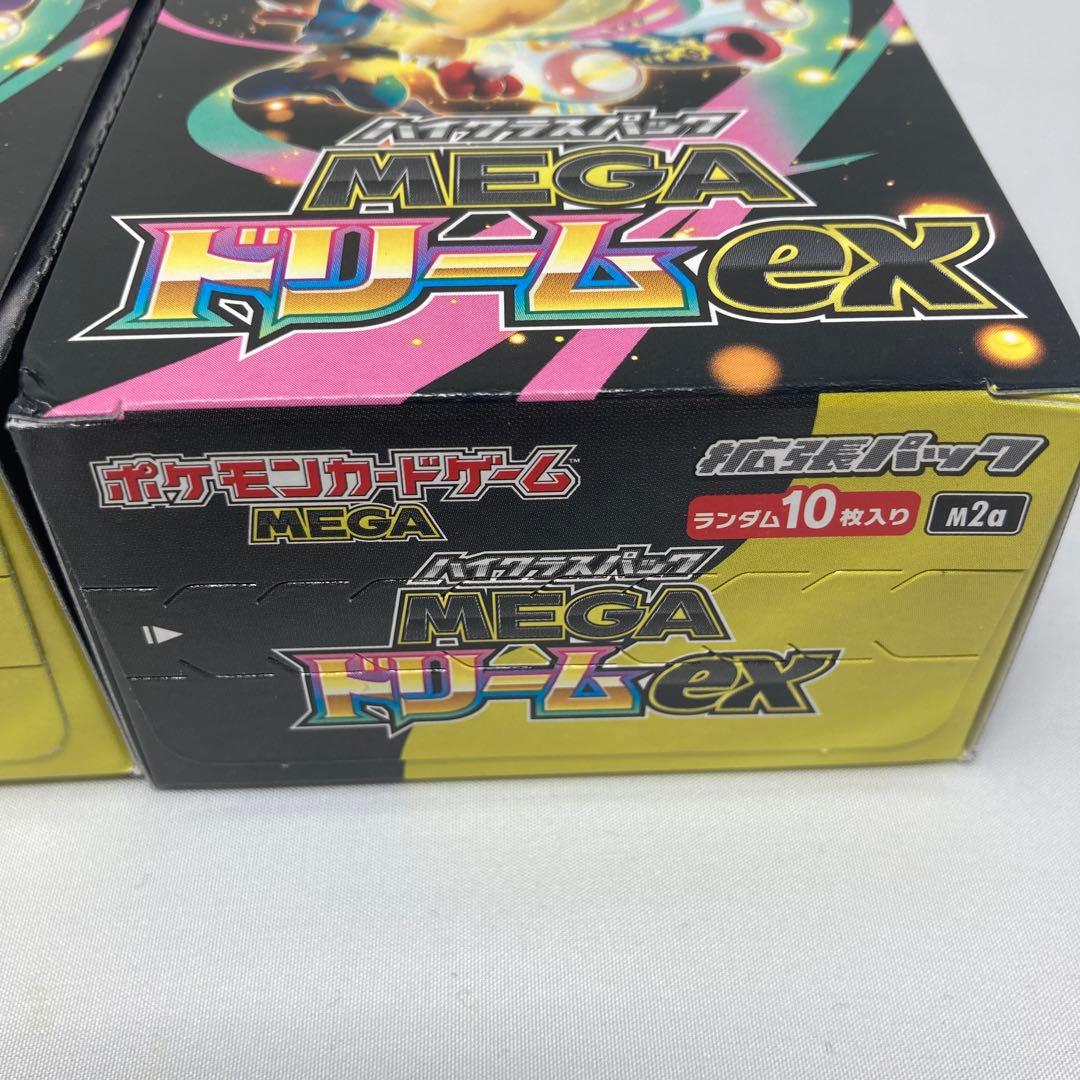 ハイクラスパック
MEGA
ドリームex
ポケモンカードゲーム™
MEGA
拡張パック
ランダム10枚入り
M2a
ハイクラスパック
MEGA
ドリームex